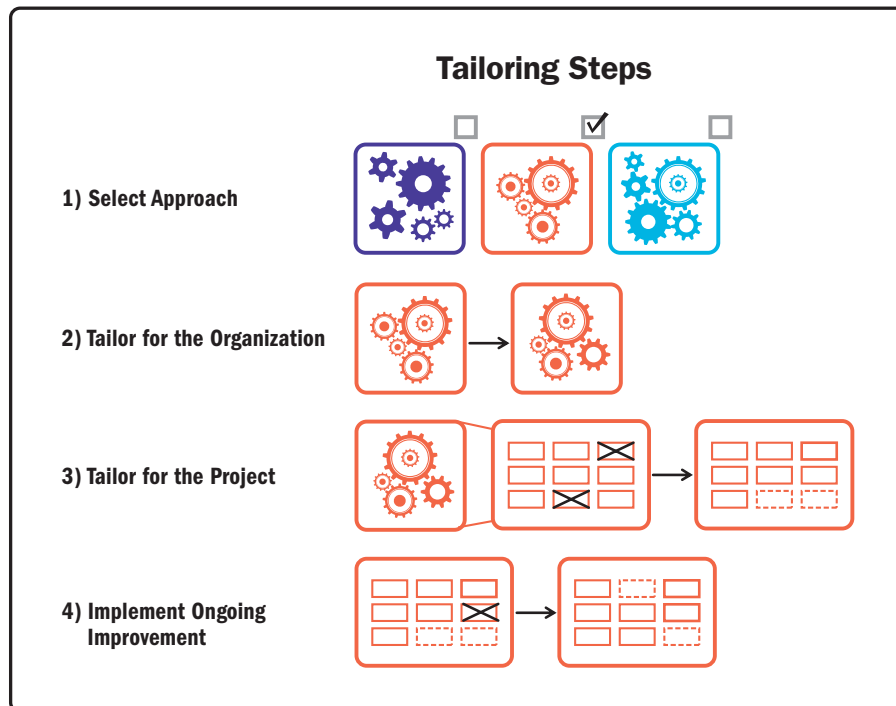 Tailoring Steps
1) Select Approach
2) Tailor for the Organization
3) Tailor for the Project
4) Implement Ongoing
Improvement